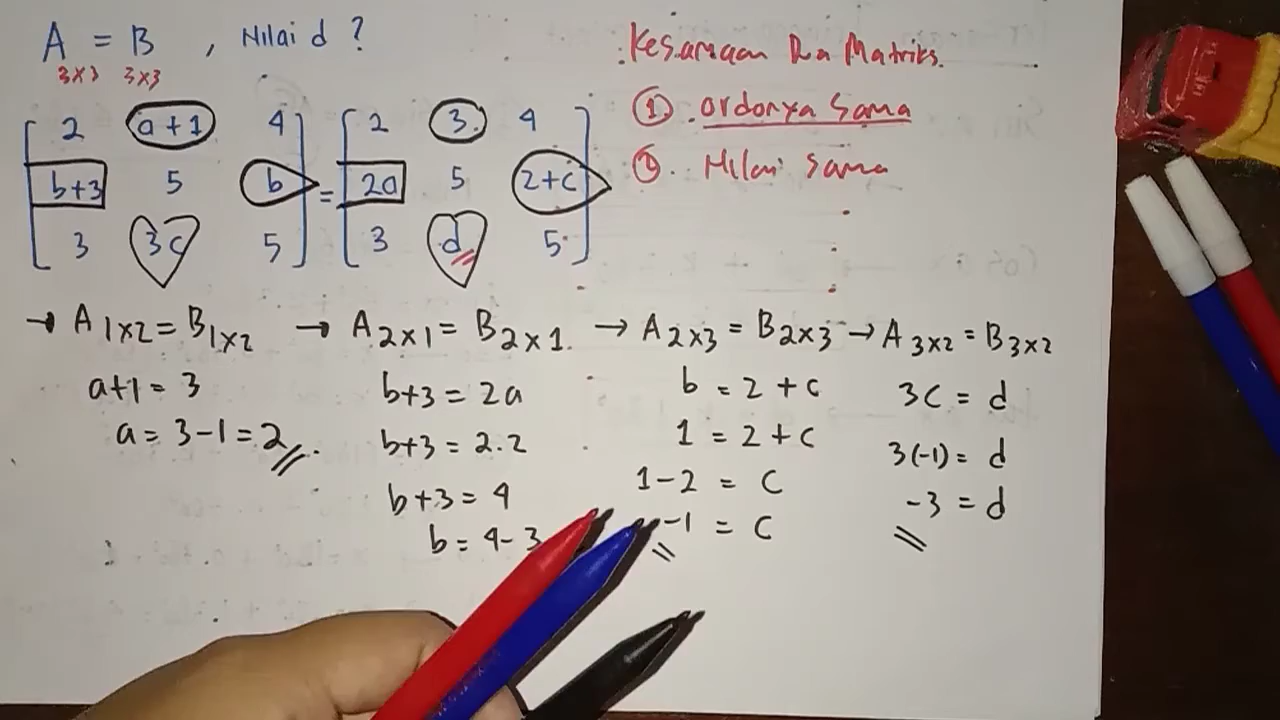 A = B , Nilai d ?
3x3 3x3
[ 2 a+1 4 ] = [ 2 3 4 ]
[ b+3 5 b ] = [ 2a 5 2+c ]
[ 3 3c 5 ] = [ 3 d 5 ]
Kesamaan Matriks
① Ordonya Sama
② Nilai Sama
→ A1x2 = B1x2
a+1 = 3
a = 3-1 = 2
→ A2x1 = B2x1
b+3 = 2a
b+3 = 2.2
b+3 = 4
b = 4-3
→ A2x3 = B2x3
b = 2+c
1 = 2+c
1-2 = c
-1 = c
→ A3x2 = B3x2
3c = d
3(-1) = d
-3 = d